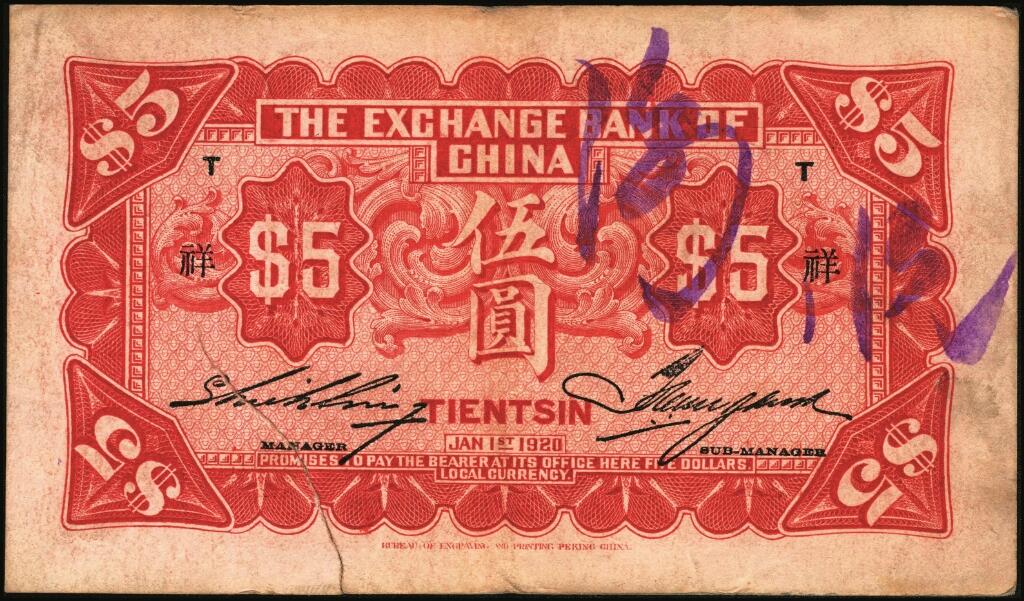 $5 $5
THE EXCHANGE BANK OF
CHINA
T T
祥 $5 伍 $5 祥
圓
TIENTSIN
MANAGER JAN 1ST 1920 SUB-MANAGER
PROMISES TO PAY THE BEARER AT ITS OFFICE HERE FIVE DOLLARS.
LOCAL CURRENCY.
$5 $5
BUREAU OF ENGRAVING AND PRINTING PEKING CHINA.